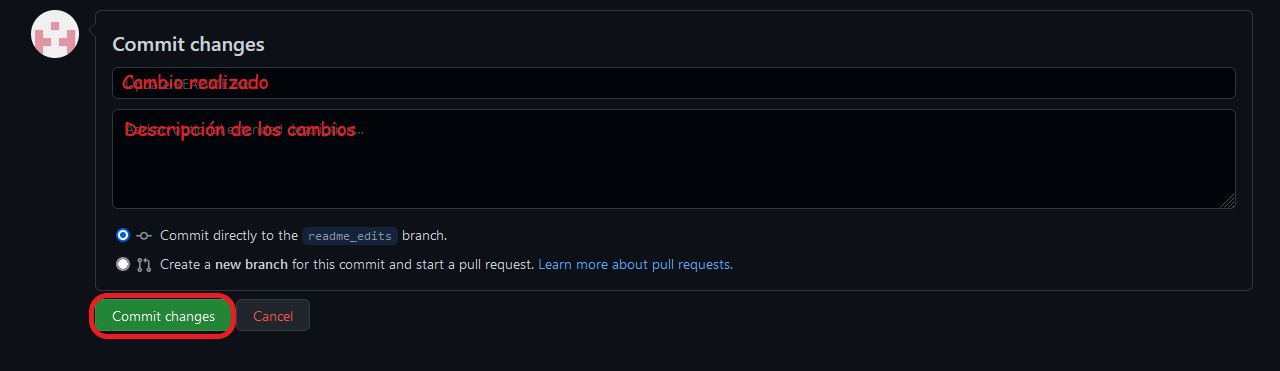 Commit changes
Cambio realizado
Descripción de los cambios
Commit directly to the readme_edits branch.
Create a new branch for this commit and start a pull request. Learn more about pull requests.
Commit changes
Cancel